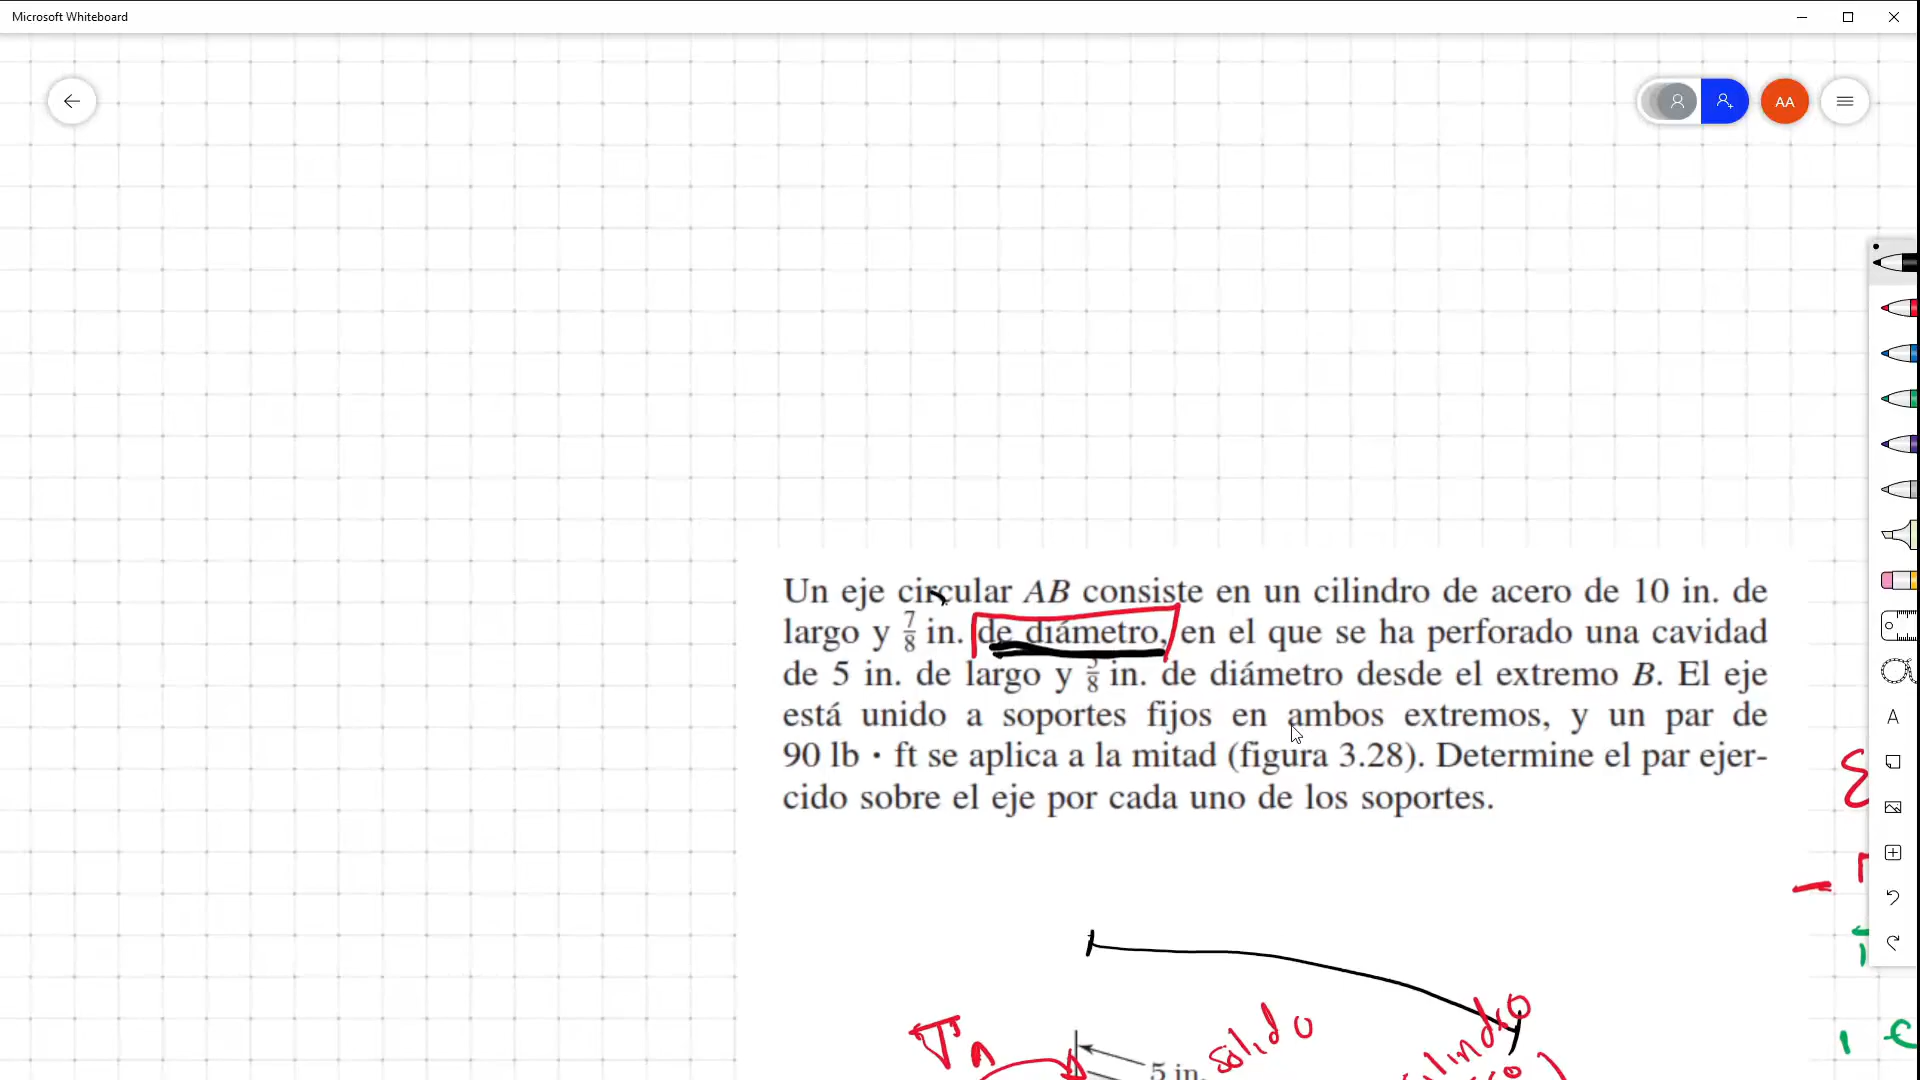 Microsoft Whiteboard
AA
Un eje circular AB consiste en un cilindro de acero de 10 in. de
largo y 7/8 in. de diámetro, en el que se ha perforado una cavidad
de 5 in. de largo y 5/8 in. de diámetro desde el extremo B. El eje
está unido a soportes fijos en ambos extremos, y un par de
90 lb · ft se aplica a la mitad (figura 3.28). Determine el par ejer-
cido sobre el eje por cada uno de los soportes.
sólido
5 in.
A